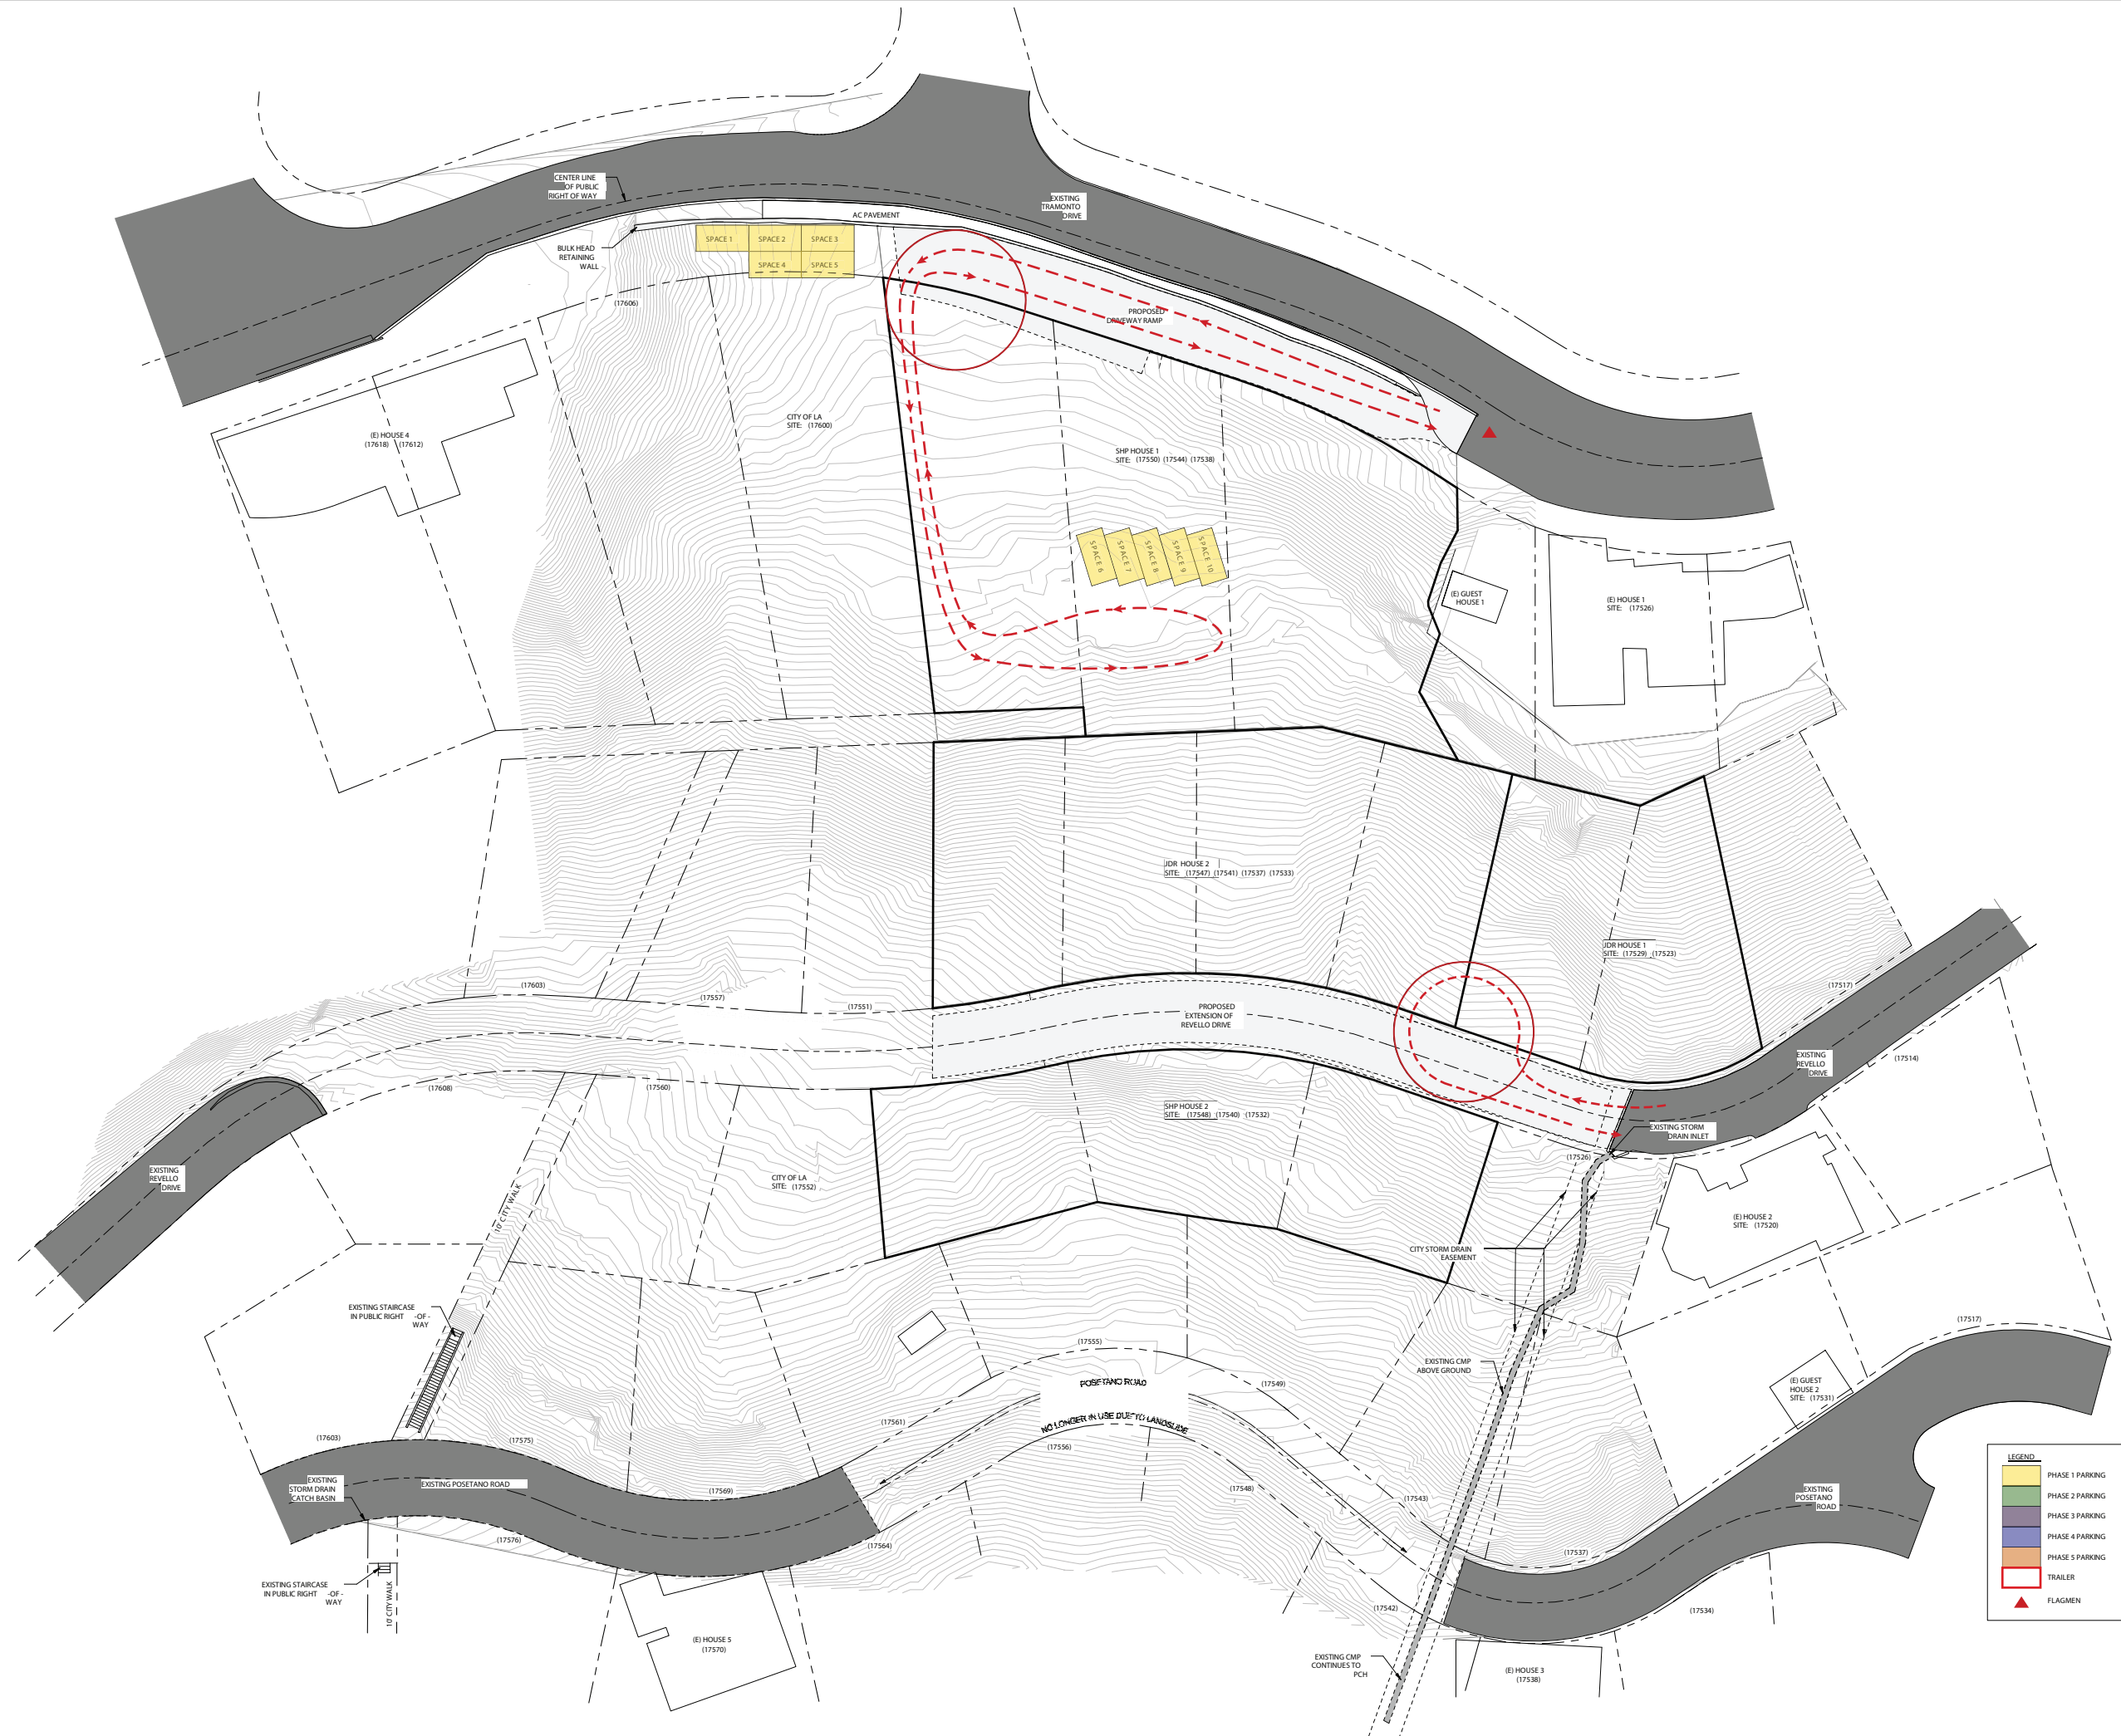 CENTER LINE
OF PUBLIC
RIGHT OF WAY
EXISTING
TRAMONTO
DRIVE
AC PAVEMENT
BULK HEAD
RETAINING
WALL
SPACE 1
SPACE 2
SPACE 3
SPACE 4
SPACE 5
(17606)
PROPOSED
DRIVEWAY RAMP
CITY OF LA
SITE: (17600)
(E) HOUSE 4
(17618) (17612)
SHP HOUSE 1
SITE: (17550) (17544) (17538)
SPACE 6
SPACE 7
SPACE 8
SPACE 9
SPACE 10
(E) GUEST
HOUSE 1
(E) HOUSE 1
SITE: (17526)
JDR HOUSE 2
SITE: (17547) (17541) (17537) (17533)
JDR HOUSE 1
SITE: (17529) (17523)
(17603)
(17557)
(17551)
(17517)
PROPOSED
EXTENSION OF
REVELLO DRIVE
EXISTING
REVELLO
DRIVE
(17514)
(17608)
(17560)
SHP HOUSE 2
SITE: (17548) (17540) (17532)
EXISTING STORM
DRAIN INLET
(17526)
EXISTING
REVELLO
DRIVE
CITY OF LA
SITE: (17552)
10' CITY WALK
(E) HOUSE 2
SITE: (17520)
CITY STORM DRAIN
EASEMENT
EXISTING STAIRCASE
IN PUBLIC RIGHT -OF -
WAY
(17555)
(17517)
EXISTING CMP
ABOVE GROUND
POSETANO ROAD
(17549)
(E) GUEST
HOUSE 2
SITE: (17531)
NO LONGER IN USE DUE TO LANDSLIDE
(17561)
(17556)
(17603)
(17575)
EXISTING
STORM DRAIN
CATCH BASIN
EXISTING POSETANO ROAD
(17569)
(17548)
(17543)
EXISTING
POSETANO
ROAD
(17576)
(17564)
(17537)
EXISTING STAIRCASE
IN PUBLIC RIGHT -OF -
WAY
10' CITY WALK
(17542)
(17534)
(E) HOUSE 5
(17570)
EXISTING CMP
CONTINUES TO
PCH
(E) HOUSE 3
(17538)
LEGEND
PHASE 1 PARKING
PHASE 2 PARKING
PHASE 3 PARKING
PHASE 4 PARKING
PHASE 5 PARKING
TRAILER
FLAGMEN